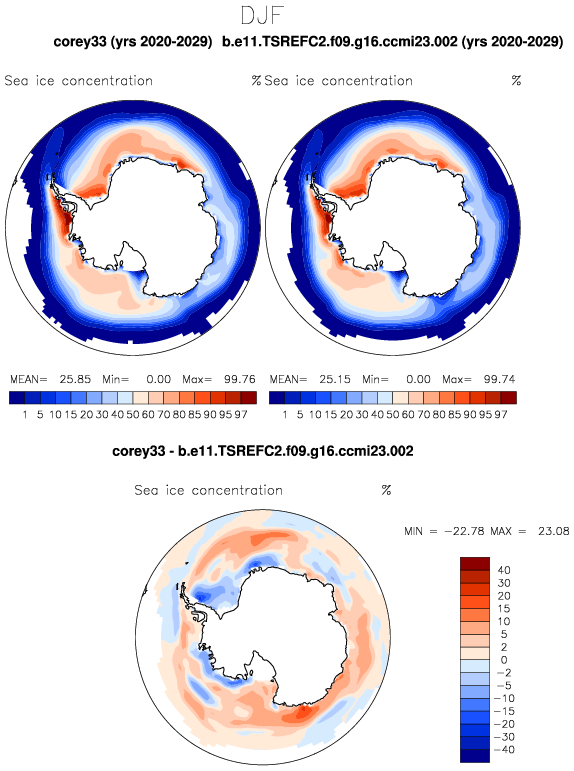 DJF
corey33 (yrs 2020-2029) b.e11.TSREFC2.f09.g16.ccmi23.002 (yrs 2020-2029)
Sea ice concentration % Sea ice concentration %
MEAN= 25.85 Min= 0.00 Max= 99.76 MEAN= 25.15 Min= 0.00 Max= 99.74
1 5 10 15 20 30 40 50 60 70 80 85 90 95 97 1 5 10 15 20 30 40 50 60 70 80 85 90 95 97
corey33 - b.e11.TSREFC2.f09.g16.ccmi23.002
Sea ice concentration %
MIN = -22.78 MAX = 23.08
40
30
20
15
10
5
2
0
-2
-5
-10
-15
-20
-30
-40